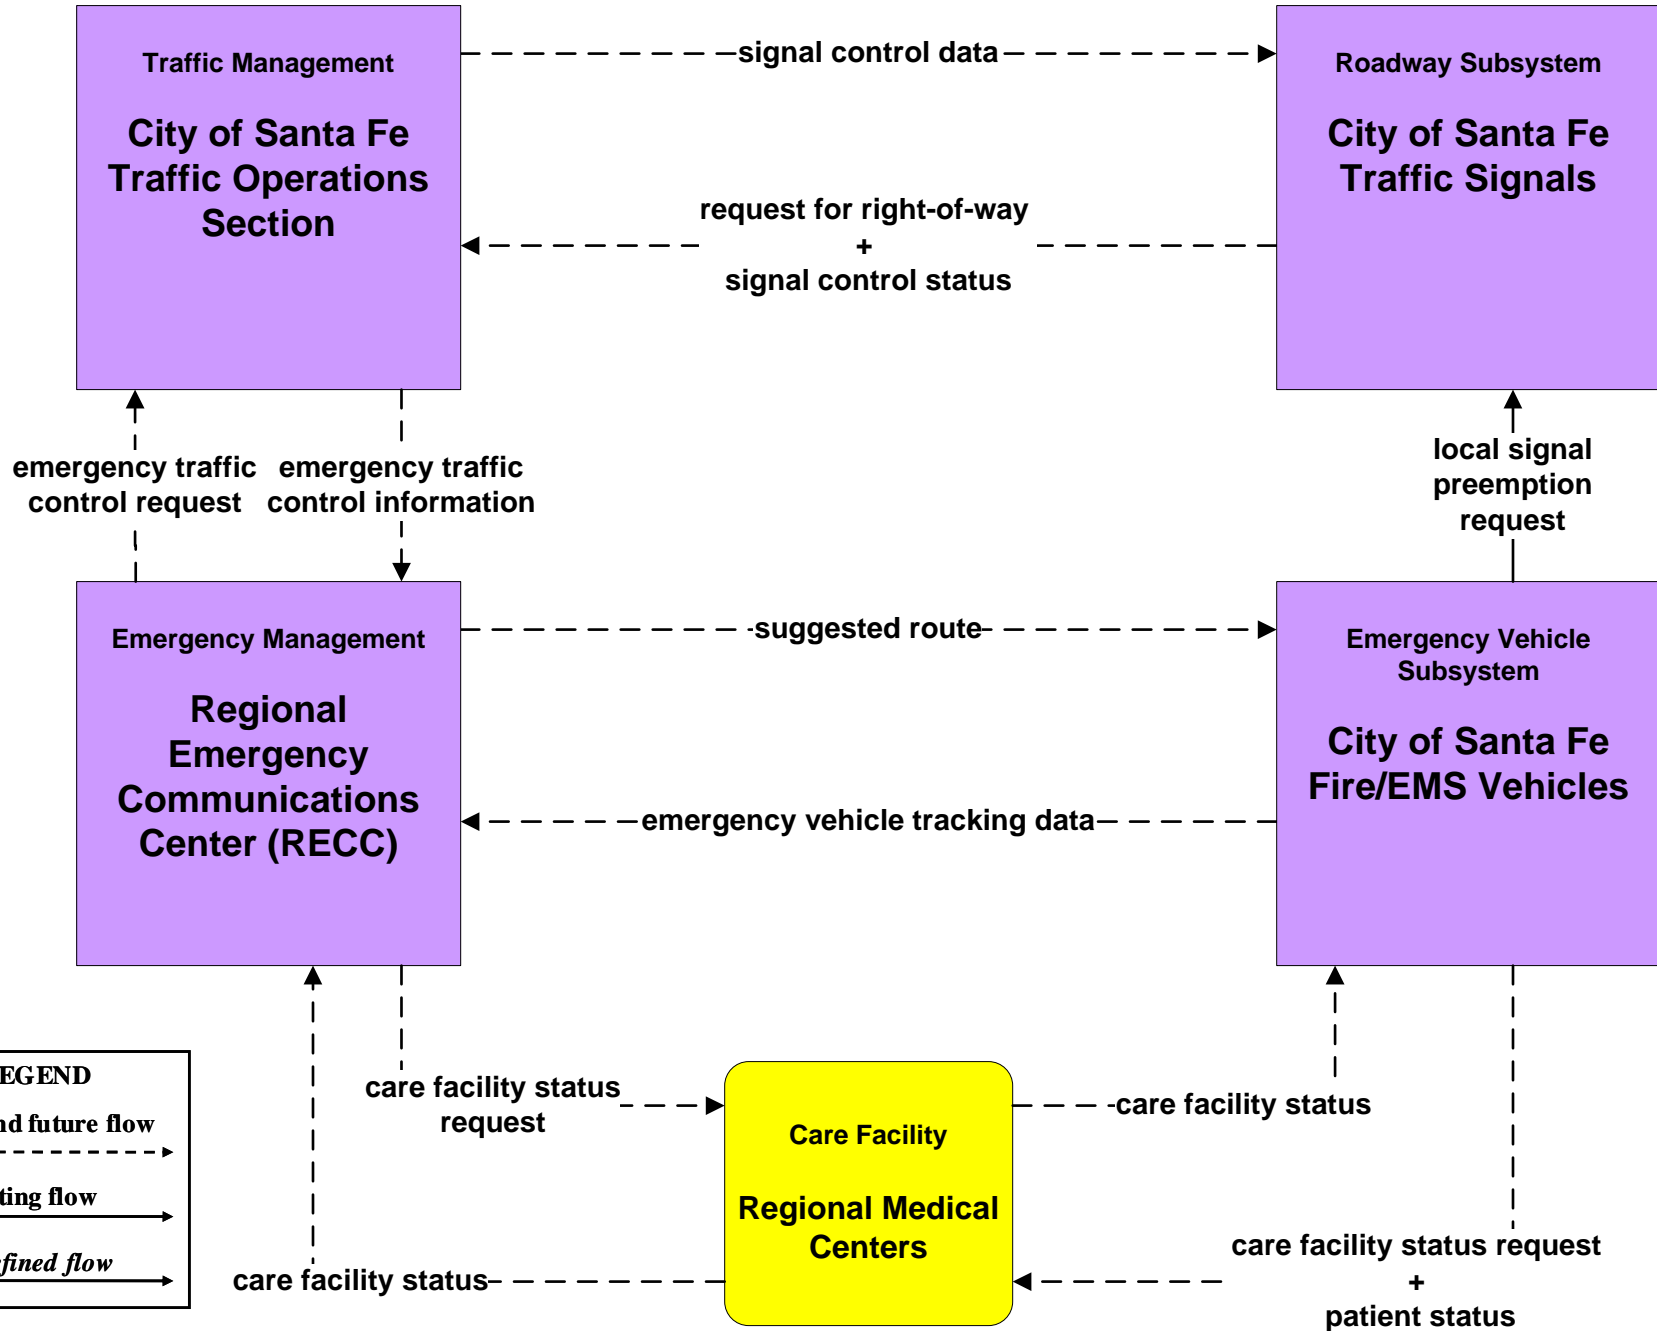 Traffic Management
City of Santa Fe
Traffic Operations
Section
signal control data
Roadway Subsystem
City of Santa Fe
Traffic Signals
request for right-of-way
+
signal control status
emergency traffic
control request
emergency traffic
control information
local signal
preemption
request
Emergency Management
Regional
Emergency
Communications
Center (RECC)
suggested route
Emergency Vehicle
Subsystem
City of Santa Fe
Fire/EMS Vehicles
emergency vehicle tracking data
care facility status
request
Care Facility
Regional Medical
Centers
care facility status
care facility status
care facility status request
+
patient status
EGEND
nd future flow
ting flow
fined flow